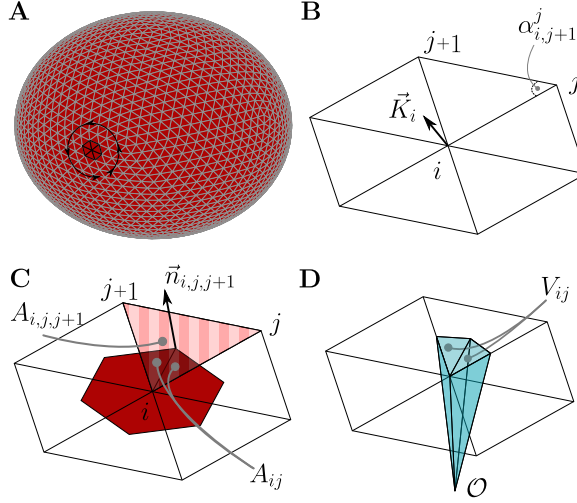 A
B
j+1
α^j_{i,j+1}
j
K⃗_i
i
C
j+1
n⃗_{i,j,j+1}
A_{i,j,j+1}
j
i
A_{ij}
D
V_{ij}
𝒪